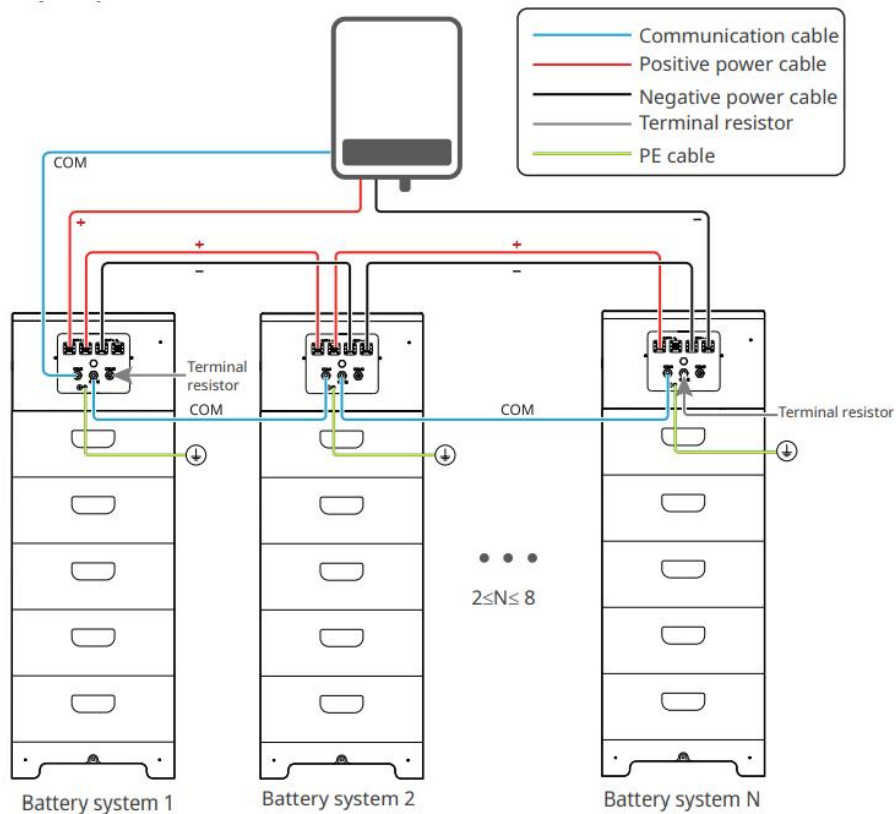 Communication cable
Positive power cable
Negative power cable
Terminal resistor
PE cable
COM
+
−
+
−
+
−
Terminal
resistor
COM
COM
Terminal resistor
• • •
2≤N≤ 8
Battery system 1
Battery system 2
Battery system N